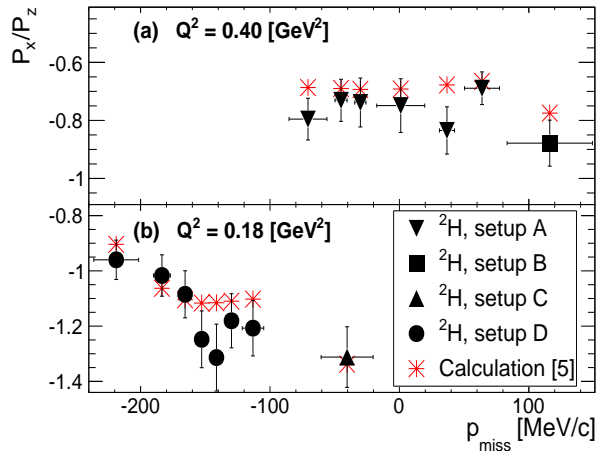 P_x/P_z
(a) Q² = 0.40 [GeV²]
-0.6
-0.8
-1
(b) Q² = 0.18 [GeV²]
-0.8
-1.0
-1.2
-1.4
²H, setup A
²H, setup B
²H, setup C
²H, setup D
Calculation [5]
-200 -100 0 100
p_miss [MeV/c]